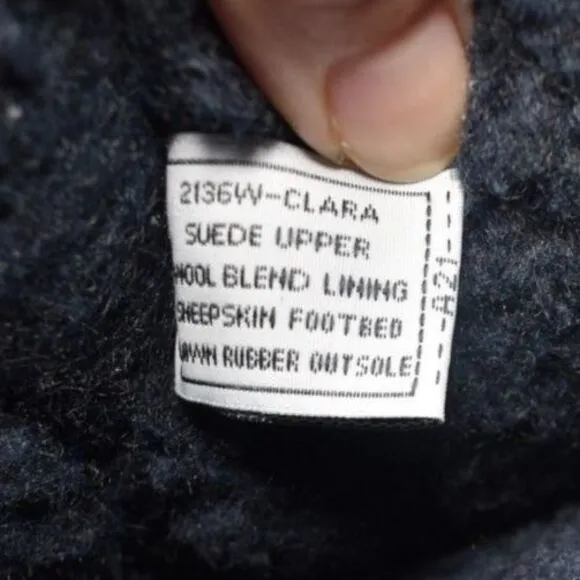 2136W-CLARA
SUEDE UPPER
WOOL BLEND LINING
SHEEPSKIN FOOTBED
RUBBER OUTSOLE
A21